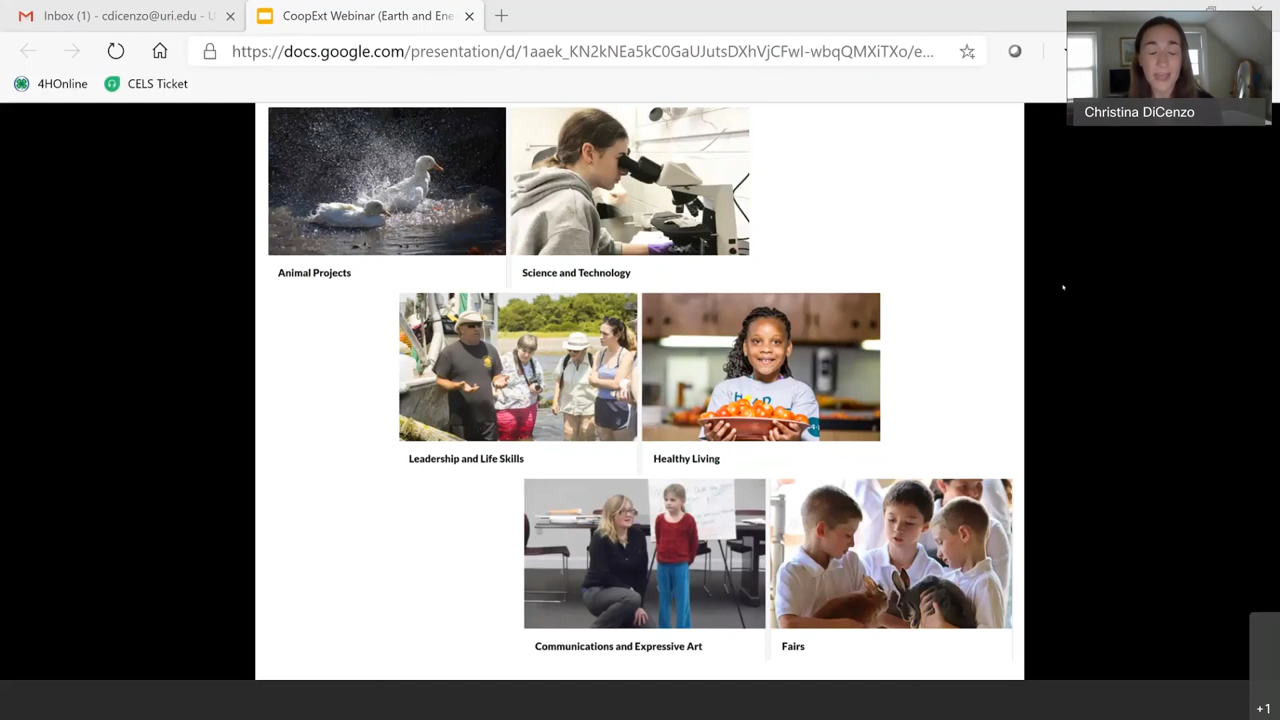 Inbox (1) - cdicenzo@uri.edu - U
CoopExt Webinar (Earth and Ene
https://docs.google.com/presentation/d/1aaek_KN2kNEa5kC0GaUJutsDXhVjCFwI-wbqQMXiTXo/e...
4HOnline
CELS Ticket
Christina DiCenzo
Animal Projects
Science and Technology
Leadership and Life Skills
Healthy Living
Communications and Expressive Art
Fairs
+1